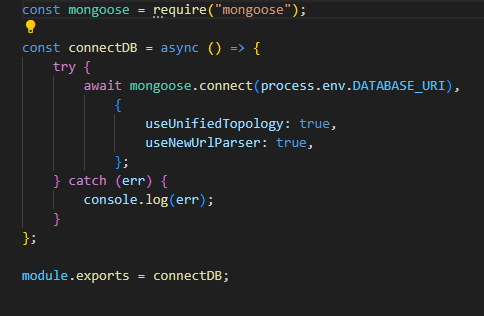 const mongoose = require("mongoose");
const connectDB = async () => {
    try {
        await mongoose.connect(process.env.DATABASE_URI),
            {
                useUnifiedTopology: true,
                useNewUrlParser: true,
            };
    } catch (err) {
        console.log(err);
    }
};
module.exports = connectDB;